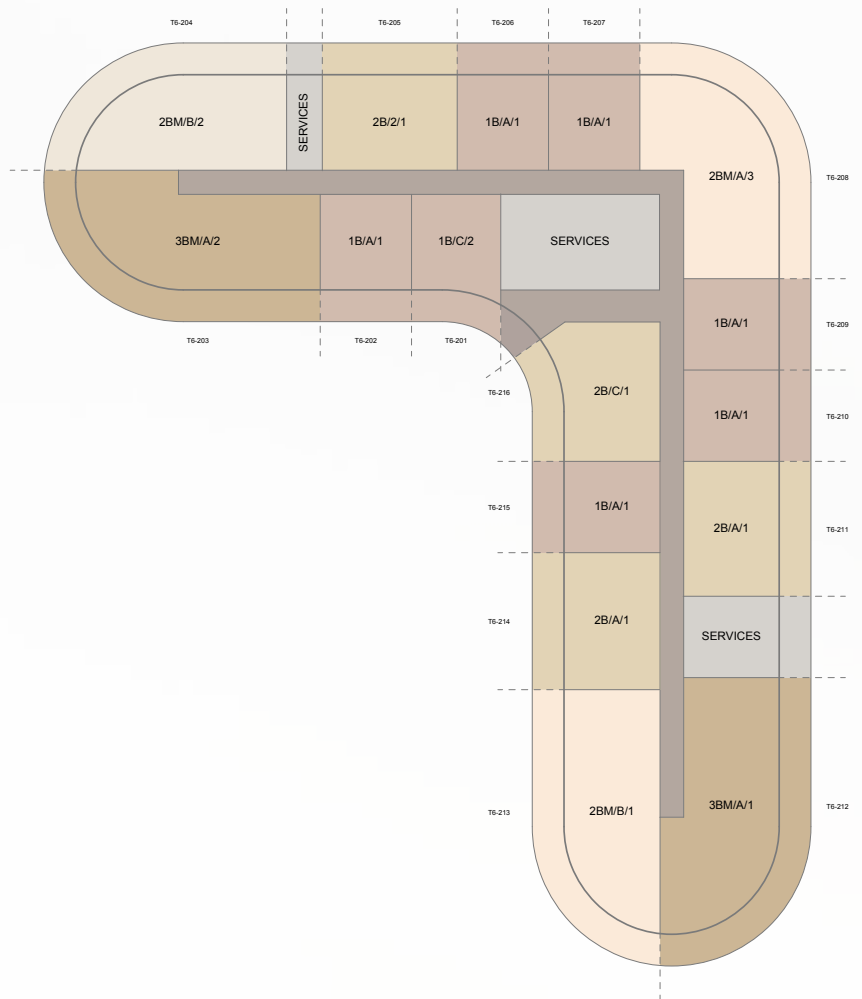 T6-204
T6-205
T6-206
T6-207
2BM/B/2
SERVICES
2B/2/1
1B/A/1
1B/A/1
2BM/A/3
T6-208
3BM/A/2
1B/A/1
1B/C/2
SERVICES
1B/A/1
T6-209
T6-203
T6-202
T6-201
T6-216
2B/C/1
1B/A/1
T6-210
T6-215
1B/A/1
2B/A/1
T6-211
T6-214
2B/A/1
SERVICES
T6-213
2BM/B/1
3BM/A/1
T6-212